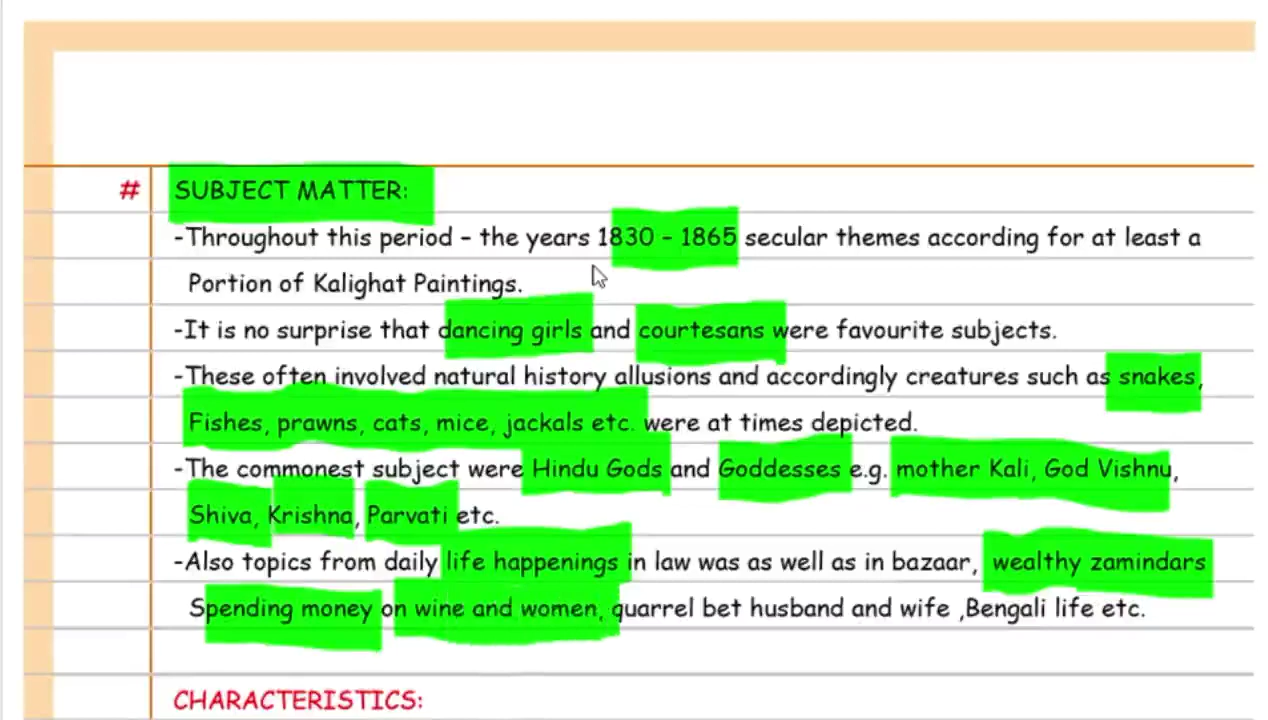 # SUBJECT MATTER:
-Throughout this period – the years 1830 – 1865 secular themes according for at least a
Portion of Kalighat Paintings.
-It is no surprise that dancing girls and courtesans were favourite subjects.
-These often involved natural history allusions and accordingly creatures such as snakes,
Fishes, prawns, cats, mice, jackals etc. were at times depicted.
-The commonest subject were Hindu Gods and Goddesses e.g. mother Kali, God Vishnu,
Shiva, Krishna, Parvati etc.
-Also topics from daily life happenings in law was as well as in bazaar, wealthy zamindars
Spending money on wine and women, quarrel bet husband and wife ,Bengali life etc.
CHARACTERISTICS: